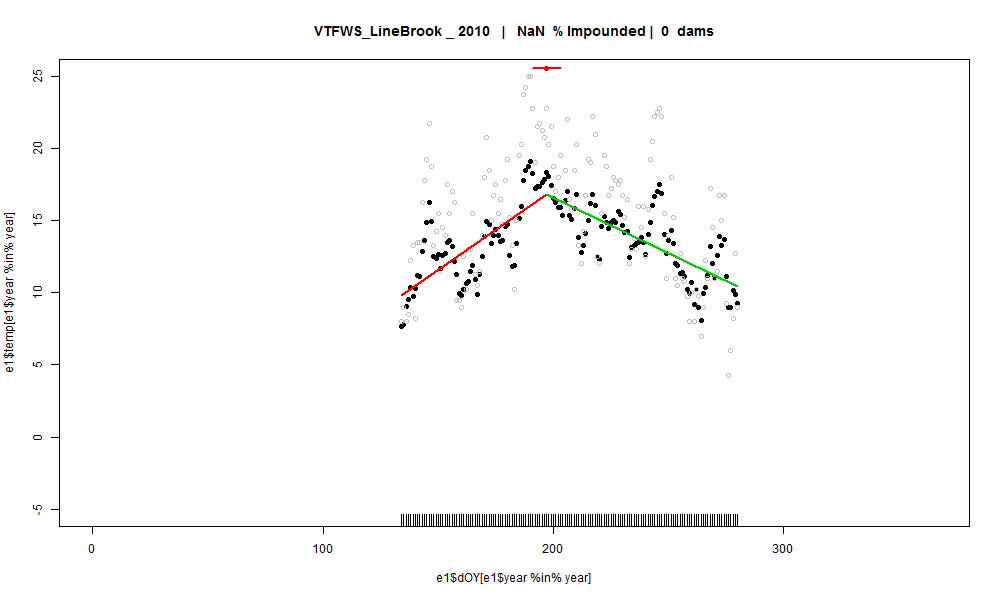 VTFWS_LineBrook _ 2010 | NaN % Impounded | 0 dams
e1$temp[e1$year %in% year]
25
20
15
10
5
0
-5
0 100 200 300
e1$dOY[e1$year %in% year]